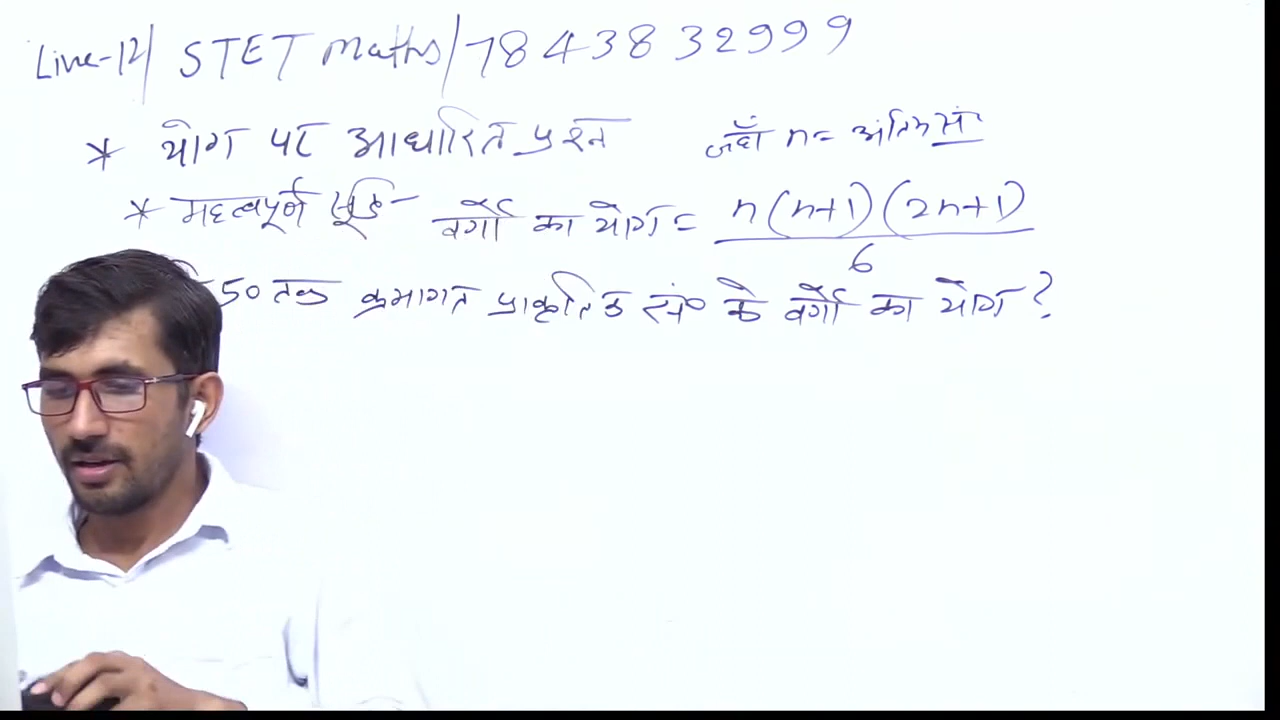 Live-12/ STET Maths/7843832999
* योग पर आधारित प्रश्न जहाँ n = अंतिम सं॰
* महत्वपूर्ण वर्गों का योग = n(n+1)(2n+1)/6
50 तक क्रमागत प्राकृतिक सं॰ के वर्गों का योग?